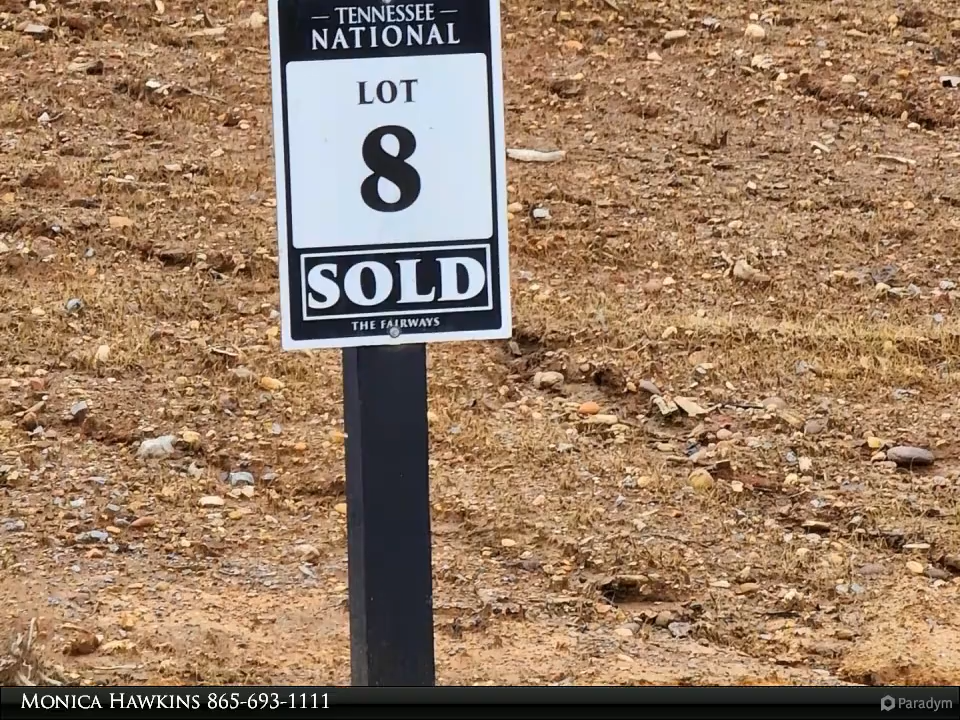 — TENNESSEE —
NATIONAL
LOT
8
SOLD
THE FAIRWAYS
MONICA HAWKINS 865-693-1111
Paradym